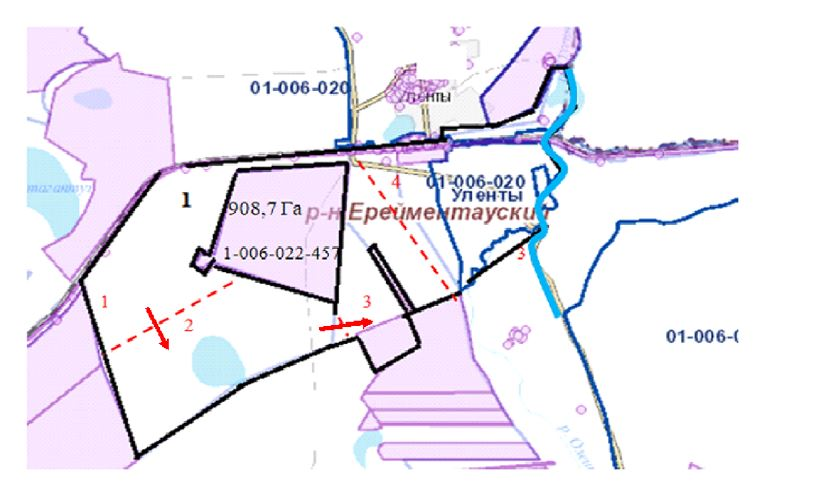 01-006-020
Уленты
1
4
01-006-020
Уленты
908,7 Га
р-н Ерейментауский
1-006-022-457
3
1
3
2
01-006-0